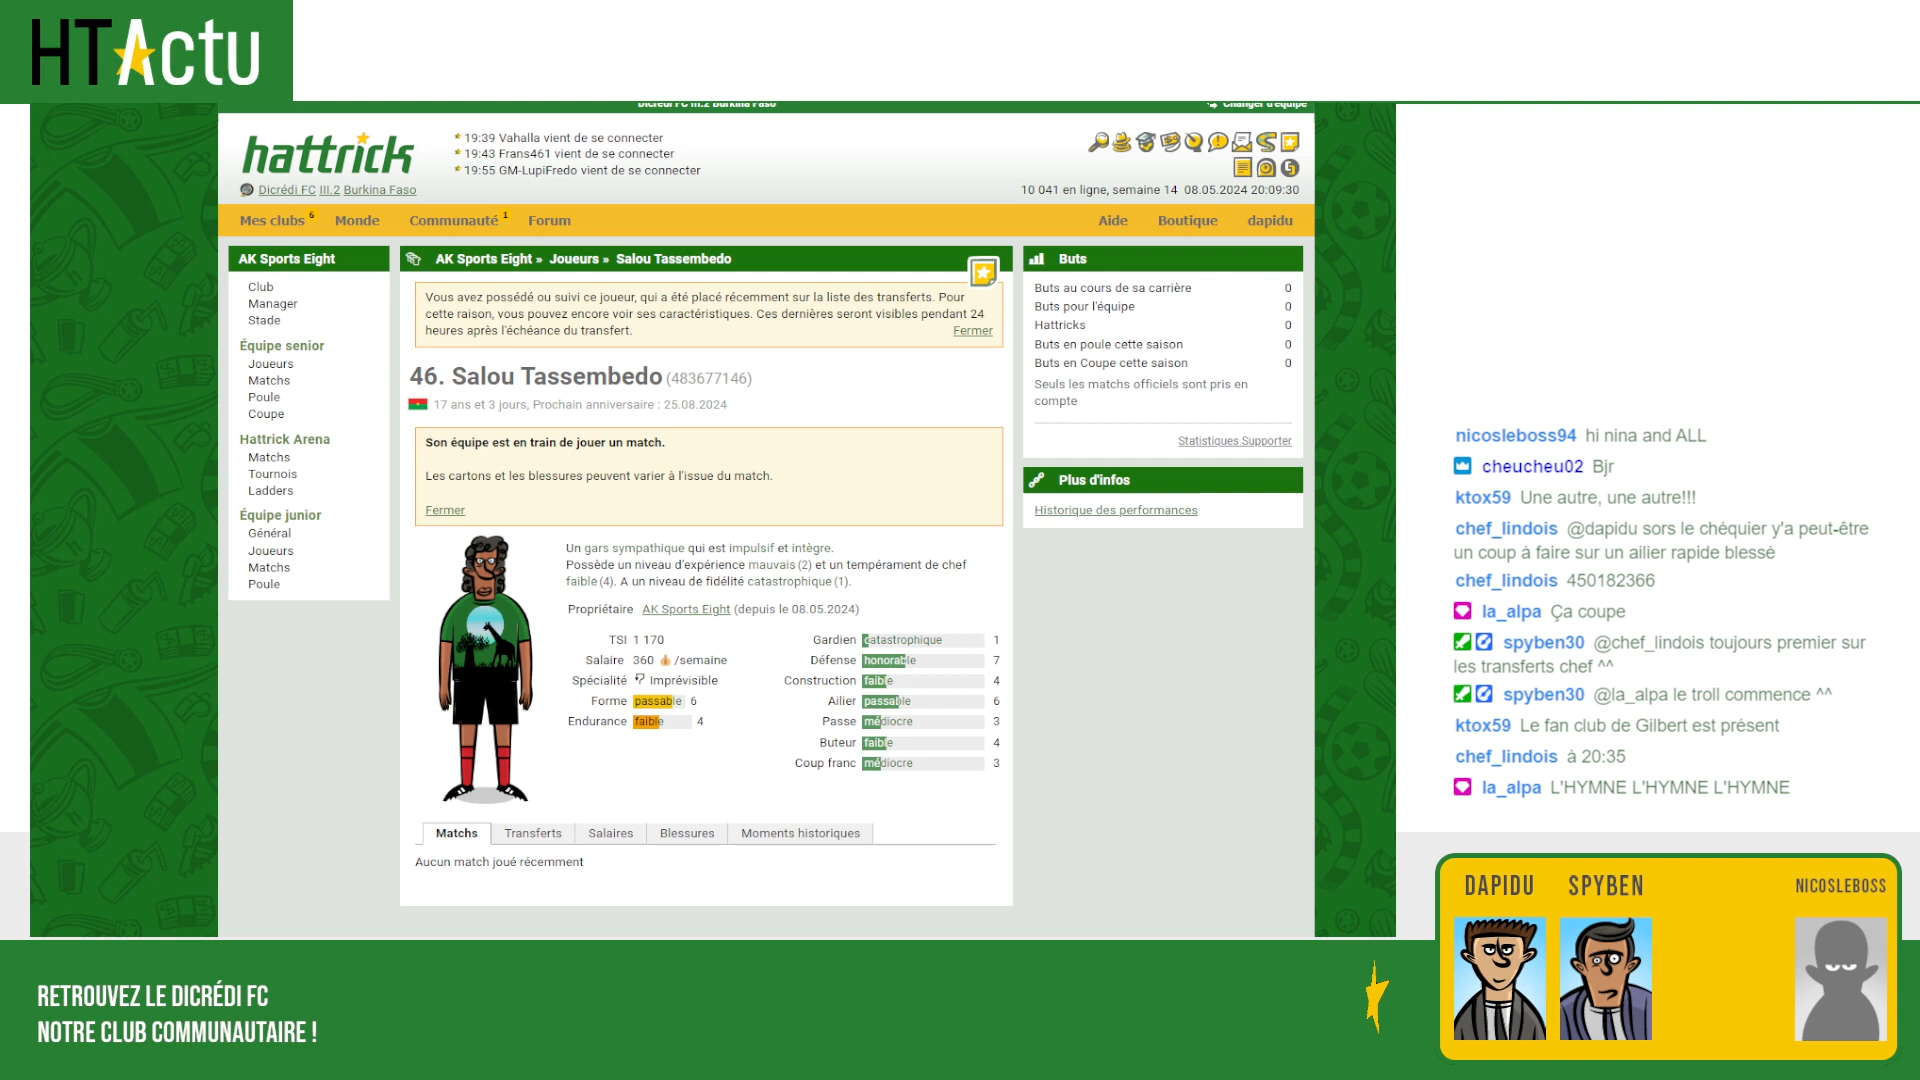 HTActu
Dicrédi FC III.2 Burkina Faso
Changer d'équipe
hattrick
19:39 Vahalla vient de se connecter
19:43 Frans461 vient de se connecter
19:55 GM-LupiFredo vient de se connecter
Dicrédi FC III.2 Burkina Faso
10 041 en ligne, semaine 14 08.05.2024 20:09:30
Mes clubs 6 Monde Communauté 1 Forum Aide Boutique dapidu
AK Sports Eight
Club
Manager
Stade
Équipe senior
Joueurs
Matchs
Poule
Coupe
Hattrick Arena
Matchs
Tournois
Ladders
Équipe junior
Général
Joueurs
Matchs
Poule
AK Sports Eight » Joueurs » Salou Tassembedo
Vous avez possédé ou suivi ce joueur, qui a été placé récemment sur la liste des transferts. Pour
cette raison, vous pouvez encore voir ses caractéristiques. Ces dernières seront visibles pendant 24
heures après l'échéance du transfert.
Fermer
46. Salou Tassembedo (483677146)
17 ans et 3 jours, Prochain anniversaire : 25.08.2024
Son équipe est en train de jouer un match.
Les cartons et les blessures peuvent varier à l'issue du match.
Fermer
Un gars sympathique qui est impulsif et intègre.
Possède un niveau d'expérience mauvais (2) et un tempérament de chef
faible (4). A un niveau de fidélité catastrophique (1).
Propriétaire AK Sports Eight (depuis le 08.05.2024)
TSI 1 170
Salaire 360 /semaine
Spécialité Imprévisible
Forme passable 6
Endurance faible 4
Gardien catastrophique 1
Défense honorable 7
Construction faible 4
Ailier passable 6
Passe médiocre 3
Buteur faible 4
Coup franc médiocre 3
Matchs Transferts Salaires Blessures Moments historiques
Aucun match joué récemment
Buts
Buts au cours de sa carrière 0
Buts pour l'équipe 0
Hattricks 0
Buts en poule cette saison 0
Buts en Coupe cette saison 0
Seuls les matchs officiels sont pris en
compte
Statistiques Supporter
Plus d'infos
Historique des performances
nicosleboss94 hi nina and ALL
cheucheu02 Bjr
ktox59 Une autre, une autre!!!
chef_lindois @dapidu sors le chéquier y'a peut-être
un coup à faire sur un ailier rapide blessé
chef_lindois 450182366
la_alpa Ça coupe
spyben30 @chef_lindois toujours premier sur
les transferts chef ^^
spyben30 @la_alpa le troll commence ^^
ktox59 Le fan club de Gilbert est présent
chef_lindois à 20:35
la_alpa L'HYMNE L'HYMNE L'HYMNE
DAPIDU SPYBEN NICOSLEBOSS
RETROUVEZ LE DICRÉDI FC
NOTRE CLUB COMMUNAUTAIRE !